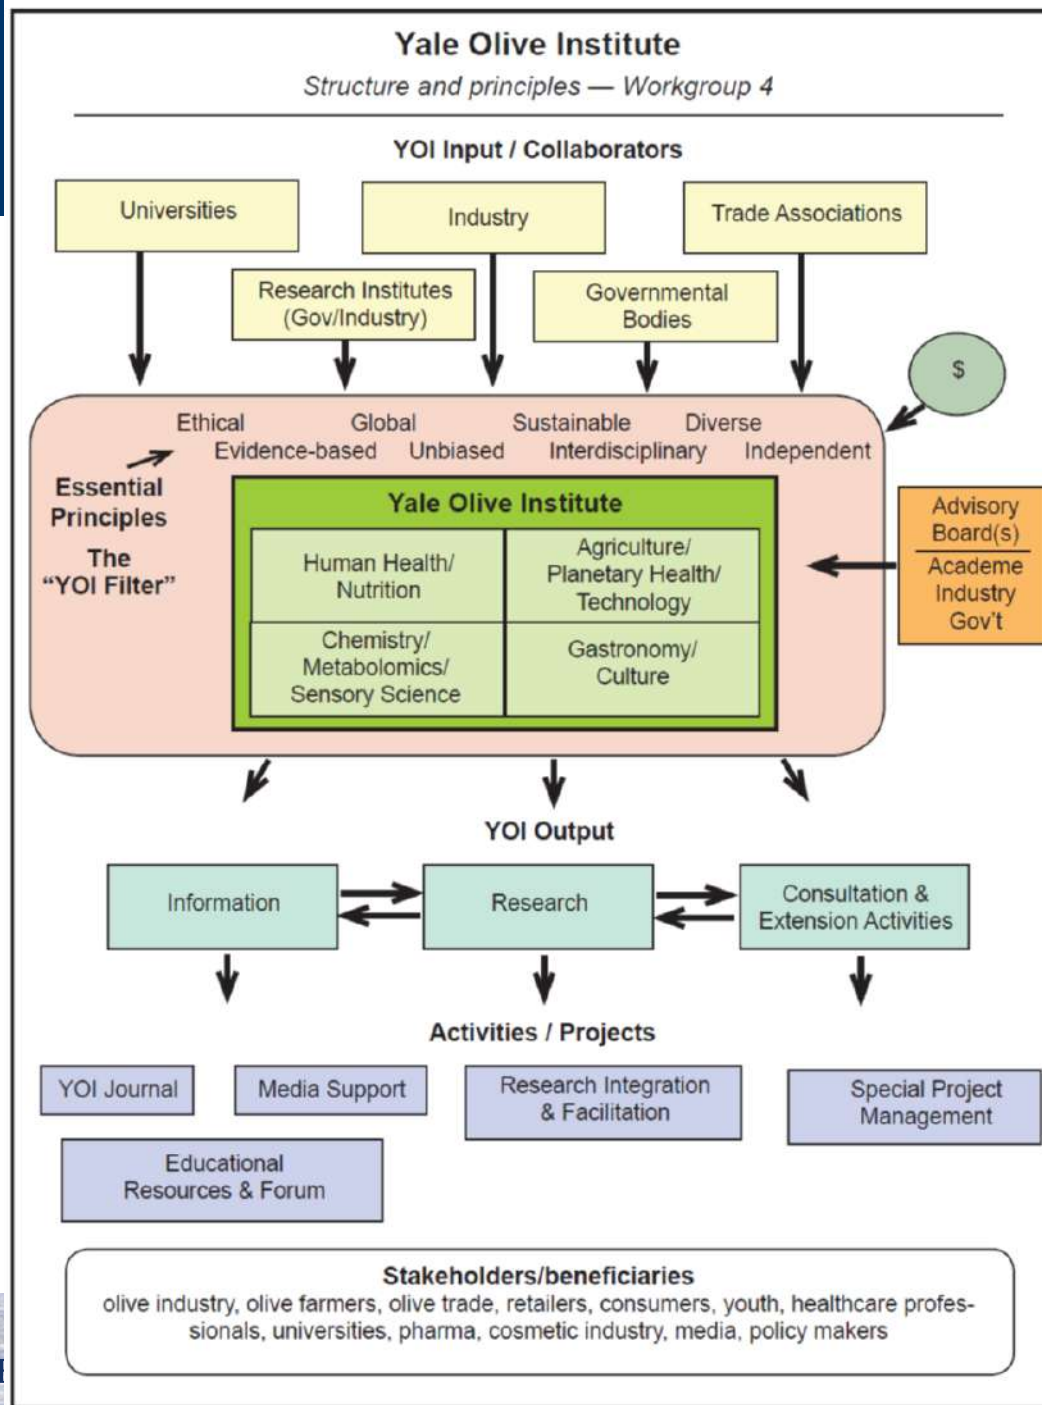 Yale Olive Institute
Structure and principles — Workgroup 4
YOI Input / Collaborators
Universities
Industry
Trade Associations
Research Institutes
(Gov/Industry)
Governmental
Bodies
$
Ethical
Global
Sustainable
Diverse
Evidence-based
Unbiased
Interdisciplinary
Independent
Essential
Principles
The
“YOI Filter”
Yale Olive Institute
Human Health/
Nutrition
Agriculture/
Planetary Health/
Technology
Chemistry/
Metabolomics/
Sensory Science
Gastronomy/
Culture
Advisory
Board(s)
Academe
Industry
Gov't
YOI Output
Information
Research
Consultation &
Extension Activities
Activities / Projects
YOI Journal
Media Support
Research Integration
& Facilitation
Special Project
Management
Educational
Resources & Forum
Stakeholders/beneficiaries
olive industry, olive farmers, olive trade, retailers, consumers, youth, healthcare profes-
sionals, universities, pharma, cosmetic industry, media, policy makers